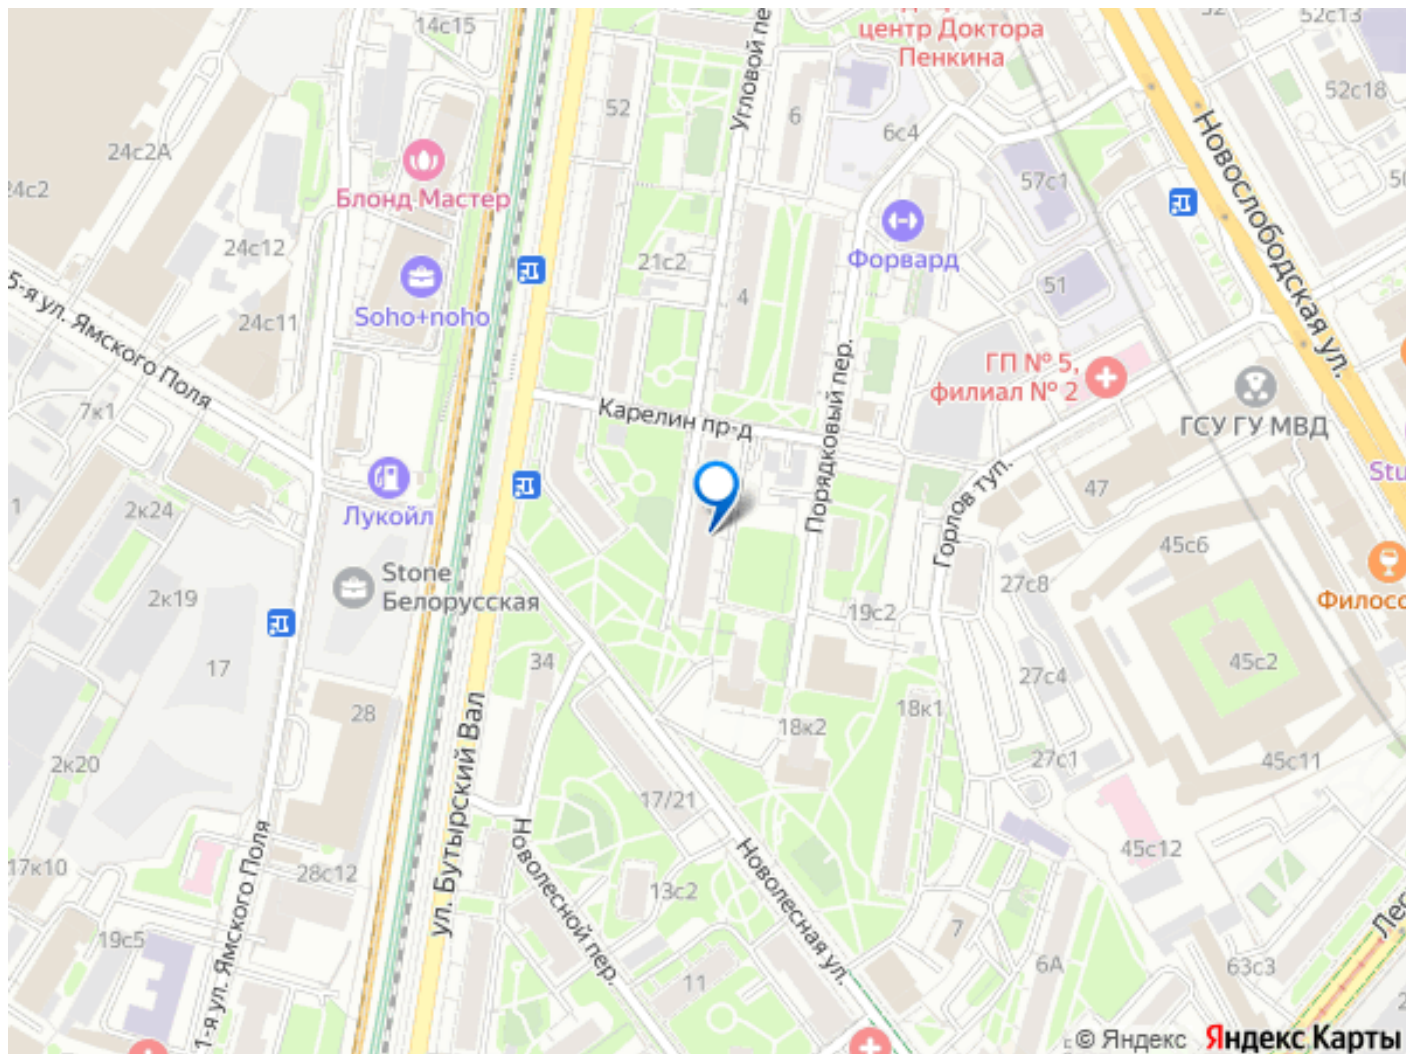 14с15
центр Доктора
Пенкина
52с13
52с18
Угловой пе
52
6
6с4
24с2А
24с2
Блонд Мастер
57с1
Новослободская ул.
24с12
21с2
Форвард
5-я ул. Ямского Поля
Soho+noho
24с11
4
51
ГП № 5,
филиал № 2
ГСУ ГУ МВД
Карелин пр-д
Порядковый пер.
7к1
Stu
Лукойл
2к24
1
Горлов туп.
47
45с6
Stone
Белорусская
2к19
27с8
Филосо
19с2
17
34
27с4
45с2
28
18к2
18к1
2к20
27с1
45с11
ул. Бутырский Вал
17/21
45с12
17к10
28с12
1-я ул. Ямского Поля
Новолесной пер.
13с2
Новолесная ул.
Лес
19с5
7
11
6А
63с3
© Яндекс Яндекс Карты